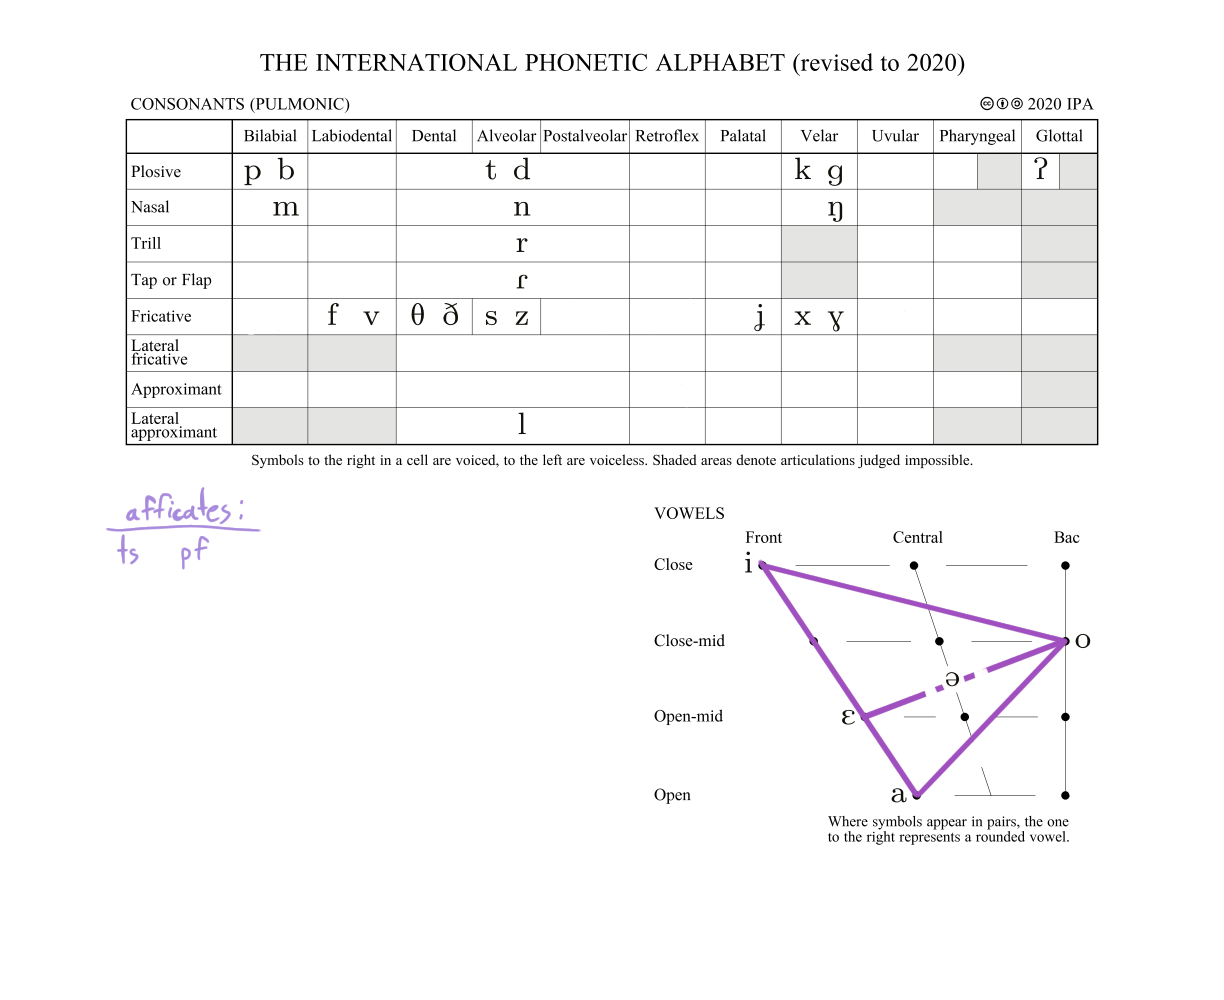 THE INTERNATIONAL PHONETIC ALPHABET (revised to 2020)
CONSONANTS (PULMONIC) 2020 IPA
Bilabial Labiodental Dental Alveolar Postalveolar Retroflex Palatal Velar Uvular Pharyngeal Glottal
Plosive p b t d k ɡ ʔ
Nasal m n ŋ
Trill r
Tap or Flap ɾ
Fricative f v θ ð s z ʝ x ɣ
Lateral
fricative
Approximant
Lateral
approximant l
Symbols to the right in a cell are voiced, to the left are voiceless. Shaded areas denote articulations judged impossible.
afficates:
ts pf
VOWELS
Front Central Bac
Close i
Close-mid o
ə
Open-mid ɛ
Open a
Where symbols appear in pairs, the one
to the right represents a rounded vowel.